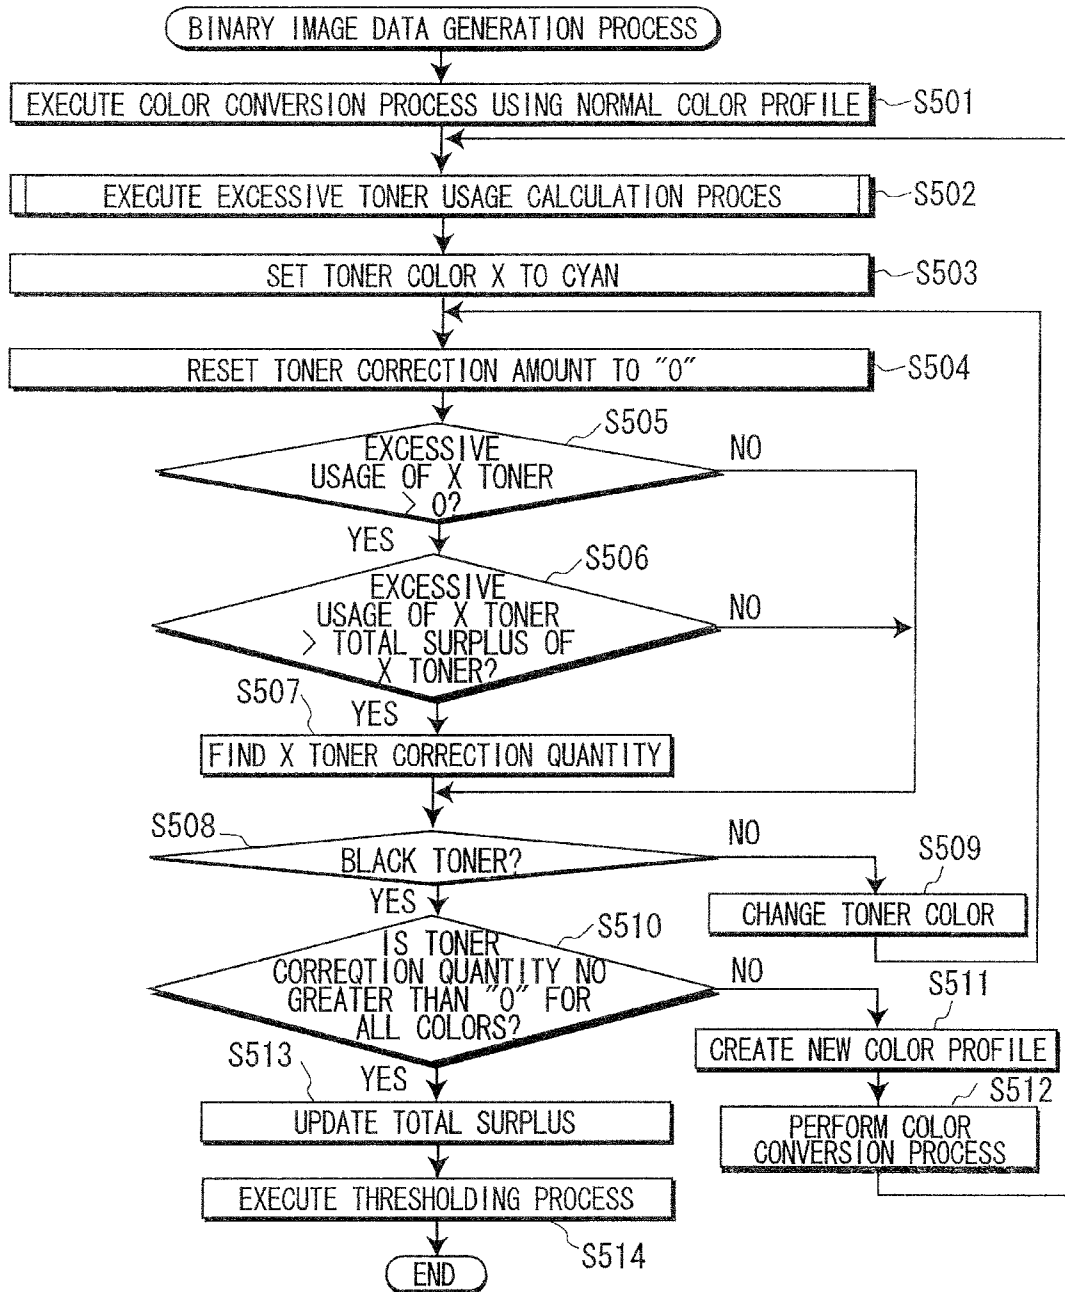 BINARY IMAGE DATA GENERATION PROCESS
EXECUTE COLOR CONVERSION PROCESS USING NORMAL COLOR PROFILE
S501
EXECUTE EXCESSIVE TONER USAGE CALCULATION PROCES
S502
SET TONER COLOR X TO CYAN
S503
RESET TONER CORRECTION AMOUNT TO "0"
S504
S505
EXCESSIVE
USAGE OF X TONER
> 0?
NO
YES
S506
EXCESSIVE
USAGE OF X TONER
> TOTAL SURPLUS OF
X TONER?
NO
S507
YES
FIND X TONER CORRECTION QUANTITY
S508
BLACK TONER?
NO
S509
YES
CHANGE TONER COLOR
S510
IS TONER
CORREQTION QUANTITY NO
GREATER THAN "0" FOR
ALL COLORS?
NO
S511
CREATE NEW COLOR PROFILE
S513
YES
S512
UPDATE TOTAL SURPLUS
PERFORM COLOR
CONVERSION PROCESS
EXECUTE THRESHOLDING PROCESS
S514
END